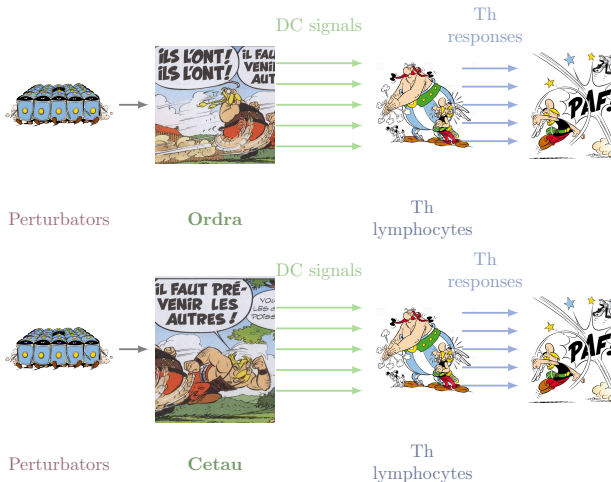 DC signals
Th
responses
iLS L'ONT!
iLS L'ONT!
iL FAU
VENiR
AUT
PAF!
Perturbators
Ordra
Th
lymphocytes
DC signals
Th
responses
iL FAUT PRÉ-
VENiR LES
AUTRES !
PAF!
Perturbators
Cetau
Th
lymphocytes